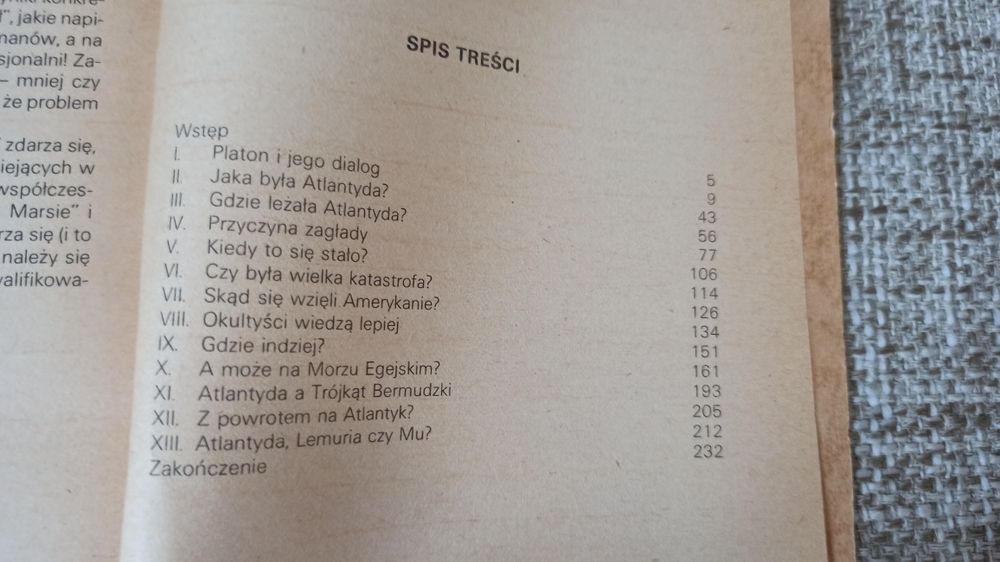 ł", jakie napi-
manów, a na
sjonalni! Za-
– mniej czy
że problem
zdarza się,
iejących w
współczes-
Marsie" i
rza się (i to
należy się
walifikowa-
SPIS TREŚCI
Wstęp 5
I. Platon i jego dialog 9
II. Jaka była Atlantyda? 43
III. Gdzie leżała Atlantyda? 56
IV. Przyczyna zagłady 77
V. Kiedy to się stało? 106
VI. Czy była wielka katastrofa? 114
VII. Skąd się wzięli Amerykanie? 126
VIII. Okultyści wiedzą lepiej 134
IX. Gdzie indziej? 151
X. A może na Morzu Egejskim? 161
XI. Atlantyda a Trójkąt Bermudzki 193
XII. Z powrotem na Atlantyk? 205
XIII. Atlantyda, Lemuria czy Mu? 212
Zakończenie 232